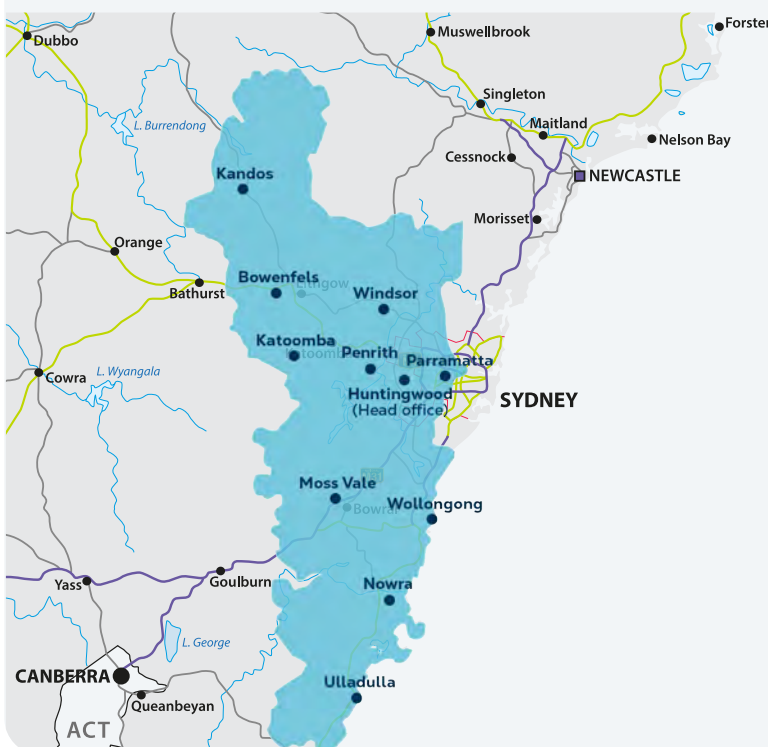 Forster
Muswellbrook
Dubbo
Singleton
L. Burrendong
Maitland
Nelson Bay
Cessnock
Kandos
NEWCASTLE
Morisset
Orange
Bowenfels
Lithgow
Bathurst
Windsor
Katoomba
Katoomba
Penrith
Parramatta
L. Wyangala
Cowra
Huntingwood
(Head office)
SYDNEY
Moss Vale
Wollongong
Bowral
Yass
Goulburn
Nowra
L. George
CANBERRA
Ulladulla
Queanbeyan
ACT